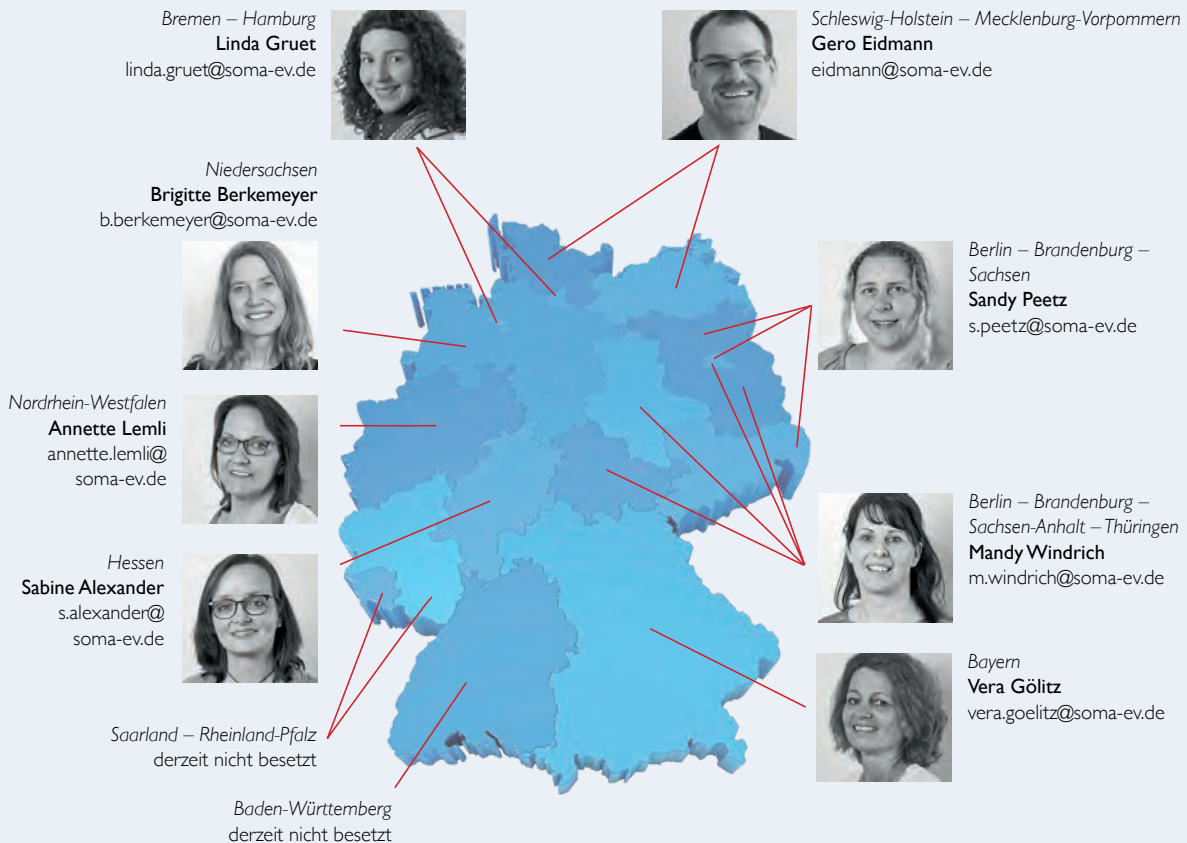 Bremen – Hamburg
Linda Gruet
linda.gruet@soma-ev.de
Schleswig-Holstein – Mecklenburg-Vorpommern
Gero Eidmann
eidmann@soma-ev.de
Niedersachsen
Brigitte Berkemeyer
b.berkemeyer@soma-ev.de
Berlin – Brandenburg –
Sachsen
Sandy Peetz
s.peetz@soma-ev.de
Nordrhein-Westfalen
Annette Lemli
annette.lemli@
soma-ev.de
Berlin – Brandenburg –
Sachsen-Anhalt – Thüringen
Mandy Windrich
m.windrich@soma-ev.de
Hessen
Sabine Alexander
s.alexander@
soma-ev.de
Bayern
Vera Gölitz
vera.goelitz@soma-ev.de
Saarland – Rheinland-Pfalz
derzeit nicht besetzt
Baden-Württemberg
derzeit nicht besetzt